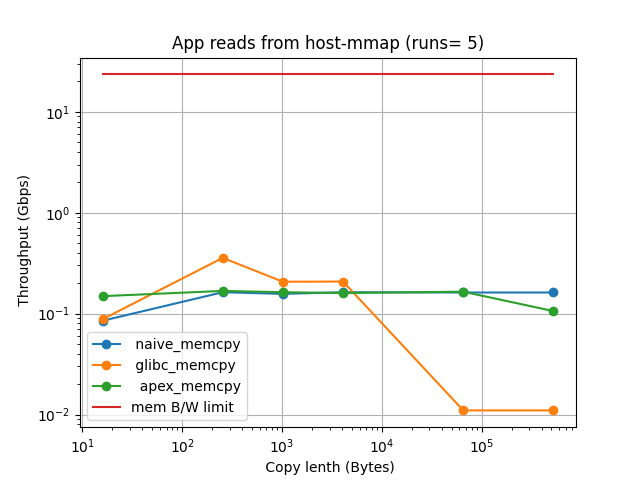 App reads from host-mmap (runs= 5)
Throughput (Gbps)
10¹
10⁰
10⁻¹
10⁻²
naive_memcpy
glibc_memcpy
apex_memcpy
mem B/W limit
10¹ 10² 10³ 10⁴ 10⁵
Copy lenth (Bytes)